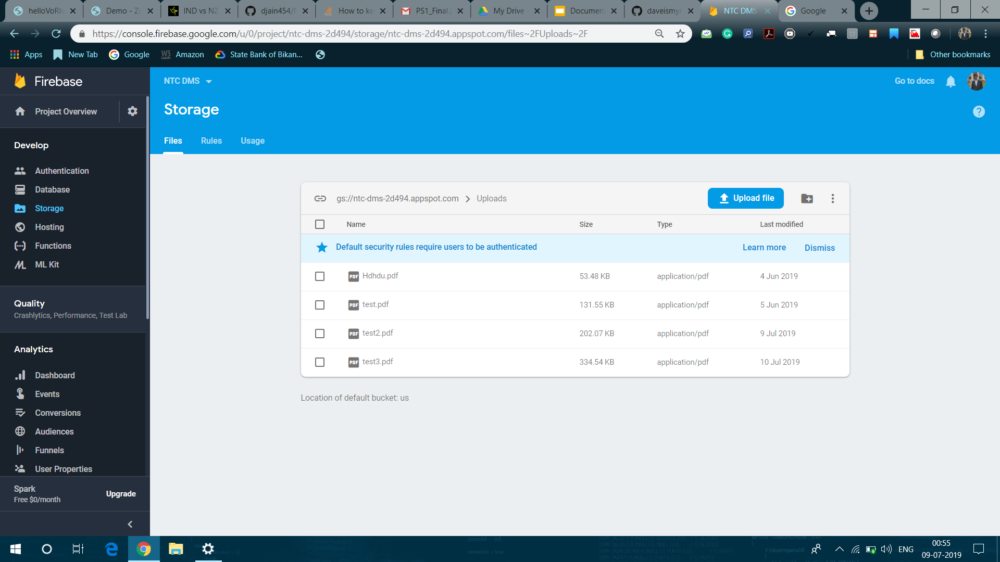 helloVoRIc
Demo - Zo
IND vs NZ
djain454/
How to ke
PS1_Final.
My Drive -
Documen
daveismyr
NTC DMS
Google
https://console.firebase.google.com/u/0/project/ntc-dms-2d494/storage/ntc-dms-2d494.appspot.com/files~2FUploads~2F
Apps
New Tab
Google
Amazon
State Bank of Bikan...
Other bookmarks
Firebase
NTC DMS
Go to docs
Project Overview
Storage
Files
Rules
Usage
Develop
Authentication
Database
Storage
Hosting
Functions
ML Kit
Quality
Crashlytics, Performance, Test Lab
Analytics
Dashboard
Events
Conversions
Audiences
Funnels
User Properties
Spark
Free $0/month
Upgrade
gs://ntc-dms-2d494.appspot.com
Uploads
Upload file
Name Size Type Last modified
Default security rules require users to be authenticated Learn more Dismiss
PDF Hdhdu.pdf 53.48 KB application/pdf 4 Jun 2019
PDF test.pdf 131.55 KB application/pdf 5 Jun 2019
PDF test2.pdf 202.07 KB application/pdf 9 Jul 2019
PDF test3.pdf 334.54 KB application/pdf 10 Jul 2019
Location of default bucket: us
ENG
00:55
09-07-2019